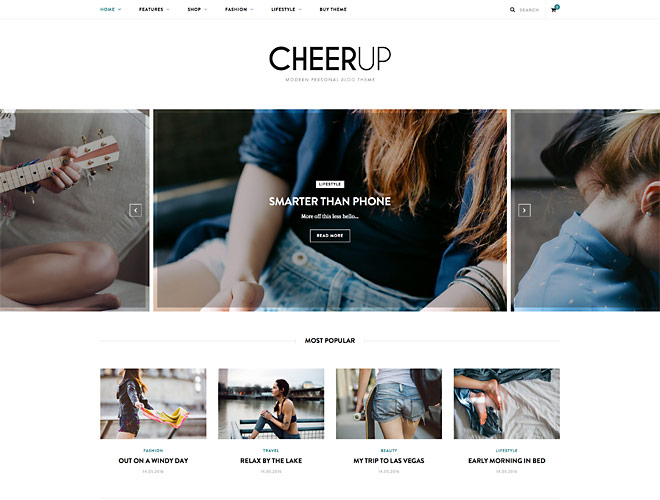 HOME FEATURES SHOP FASHION LIFESTYLE BUY THEME SEARCH 0
CHEERUP
MODERN PERSONAL BLOG THEME
LIFESTYLE
SMARTER THAN PHONE
More off this less hello...
READ MORE
MOST POPULAR
FASHION TRAVEL BEAUTY LIFESTYLE
OUT ON A WINDY DAY RELAX BY THE LAKE MY TRIP TO LAS VEGAS EARLY MORNING IN BED
14.05.2016 14.05.2016 14.05.2016 14.05.2016